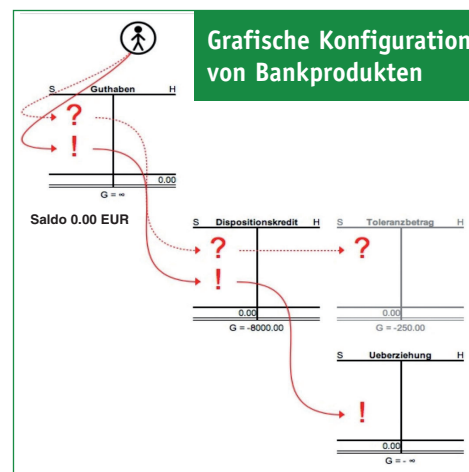 Grafische Konfiguration
von Bankprodukten
S Guthaben H
?
!
0.00
G = ∞
Saldo 0.00 EUR
S Dispositionskredit H
?
!
0.00
G = -8000.00
S Toleranzbetrag H
?
0.00
G = -250.00
S Ueberziehung H
!
0.00
G = - ∞